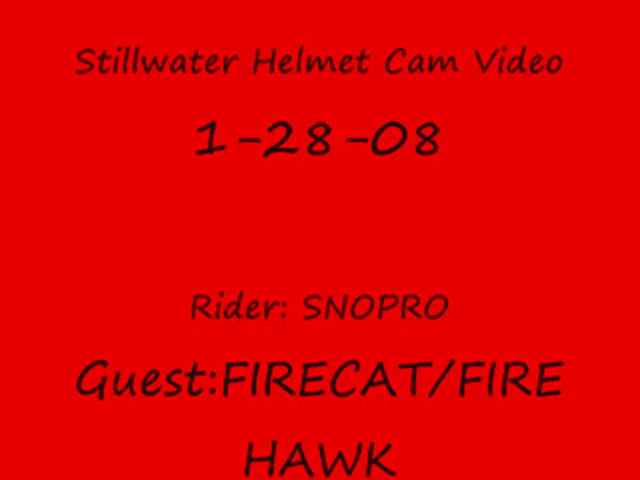 Stillwater Helmet Cam Video
1-28-08
Rider: SNOPRO
Guest:FIRECAT/FIRE
HAWK